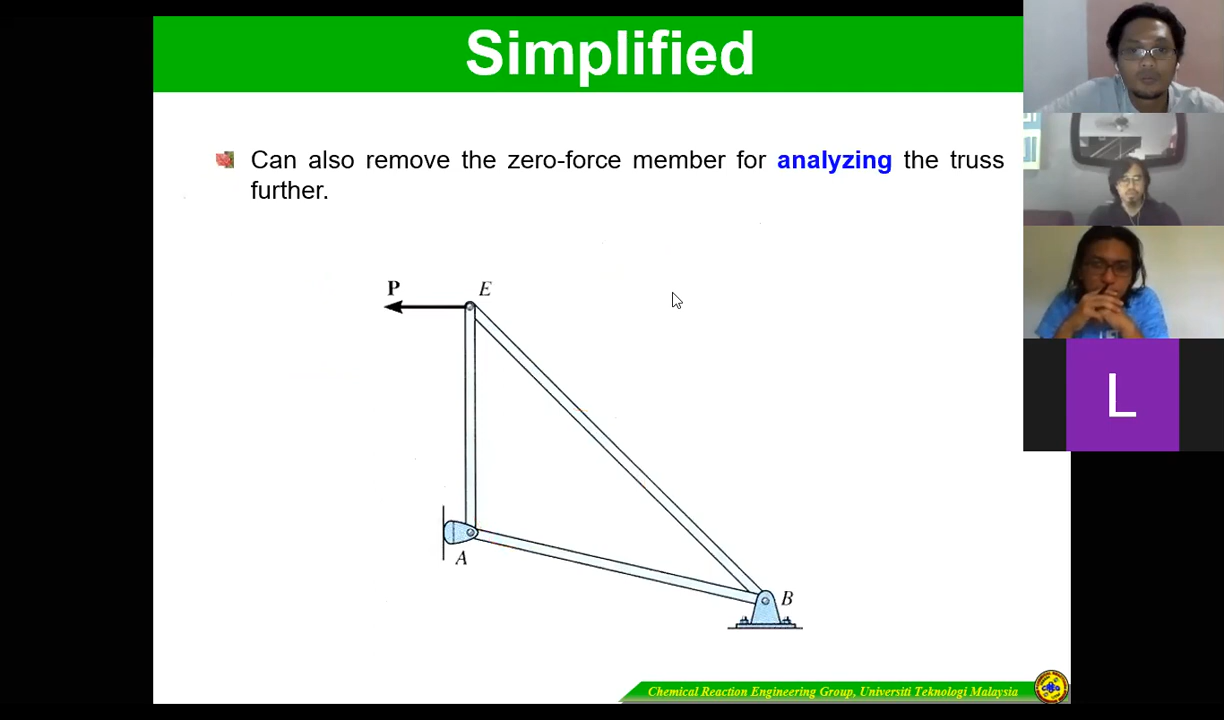 Simplified
Can also remove the zero-force member for analyzing the truss
further.
P
E
A
B
L
Chemical Reaction Engineering Group, Universiti Teknologi Malaysia